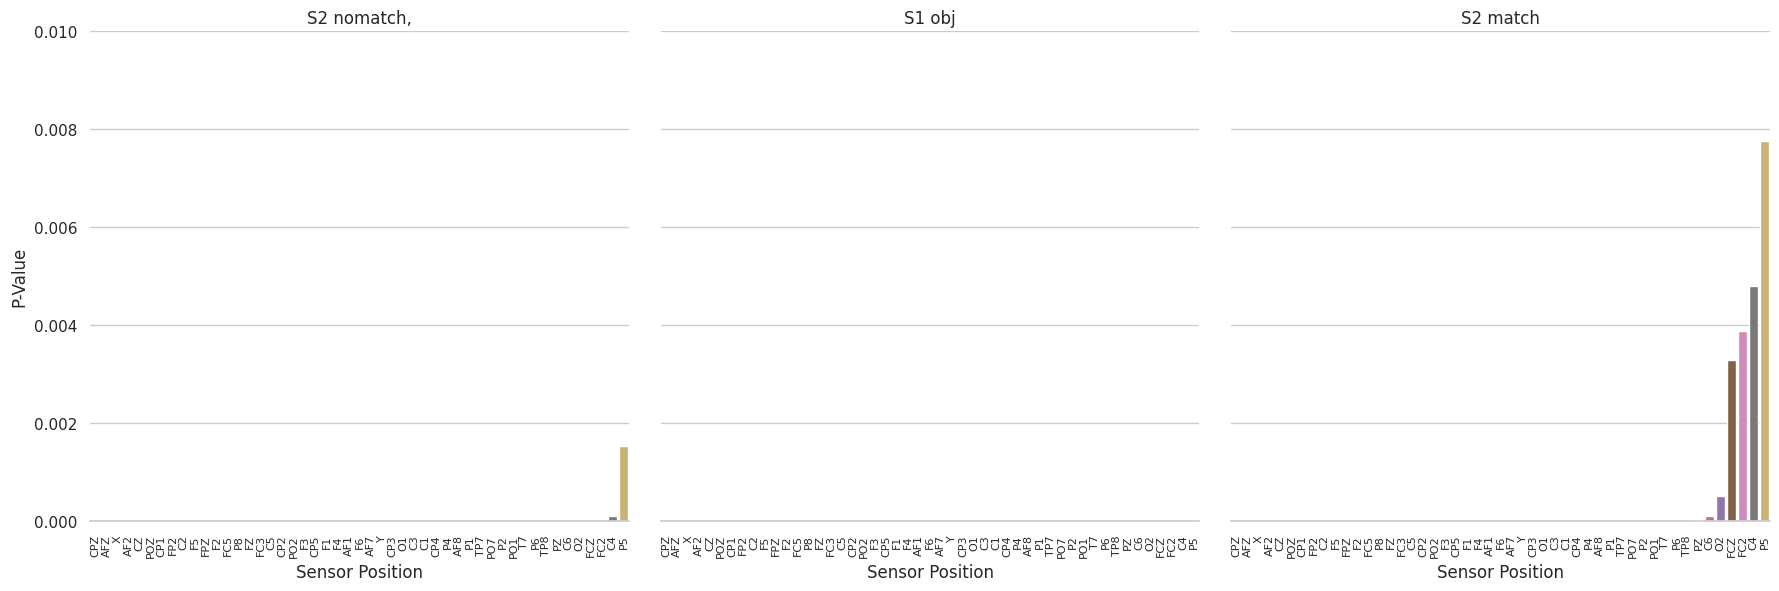 S2 nomatch,
S1 obj
S2 match
0.010
0.008
0.006
0.004
0.002
0.000
P-Value
CPZ AFZ X AF2 CZ POZ CP1 FP2 C2 F5 FPZ F2 FC5 P8 FZ FC3 C5 CP2 PO2 F3 CP5 F1 F4 AF1 F6 AF7 Y CP3 O1 C3 C1 CP4 P4 AF8 P1 TP7 PO7 P2 PO1 T7 P6 TP8 PZ C6 O2 FCZ FC2 C4 P5
CPZ AFZ X AF2 CZ POZ CP1 FP2 C2 F5 FPZ F2 FC5 P8 FZ FC3 C5 CP2 PO2 F3 CP5 F1 F4 AF1 F6 AF7 Y CP3 O1 C3 C1 CP4 P4 AF8 P1 TP7 PO7 P2 PO1 T7 P6 TP8 PZ C6 O2 FCZ FC2 C4 P5
CPZ AFZ X AF2 CZ POZ CP1 FP2 C2 F5 FPZ F2 FC5 P8 FZ FC3 C5 CP2 PO2 F3 CP5 F1 F4 AF1 F6 AF7 Y CP3 O1 C3 C1 CP4 P4 AF8 P1 TP7 PO7 P2 PO1 T7 P6 TP8 PZ C6 O2 FCZ FC2 C4 P5
Sensor Position
Sensor Position
Sensor Position